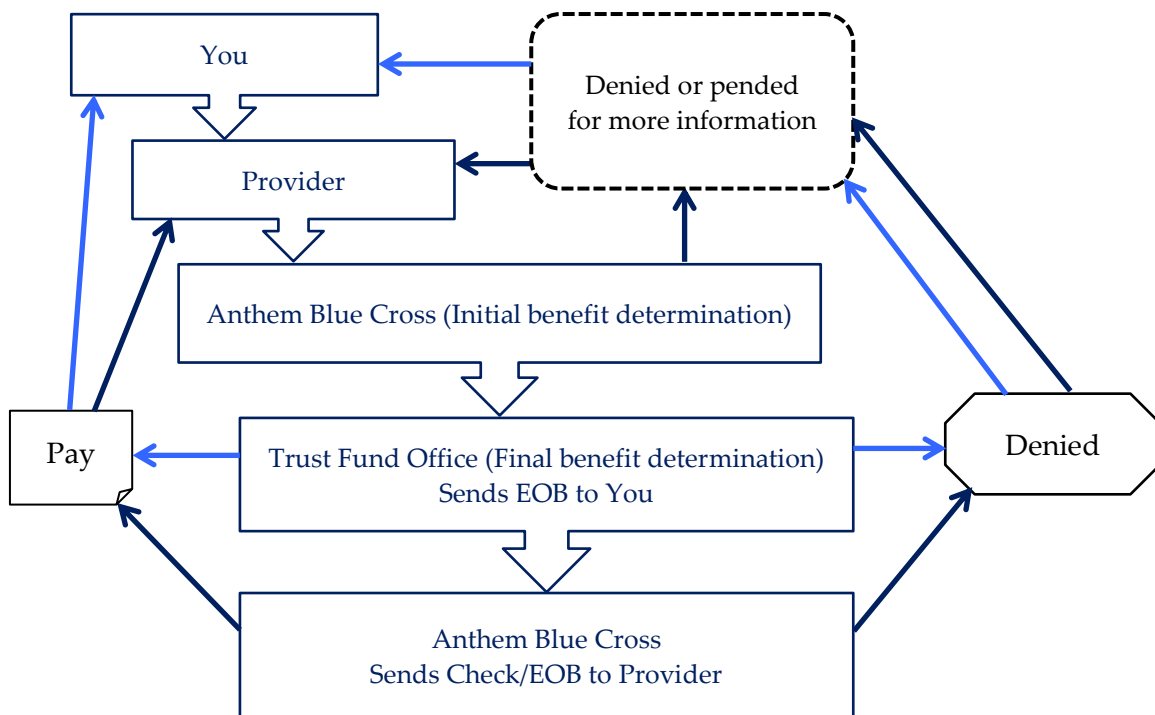 You
Denied or pended
for more information
Provider
Anthem Blue Cross (Initial benefit determination)
Pay
Trust Fund Office (Final benefit determination)
Sends EOB to You
Denied
Anthem Blue Cross
Sends Check/EOB to Provider